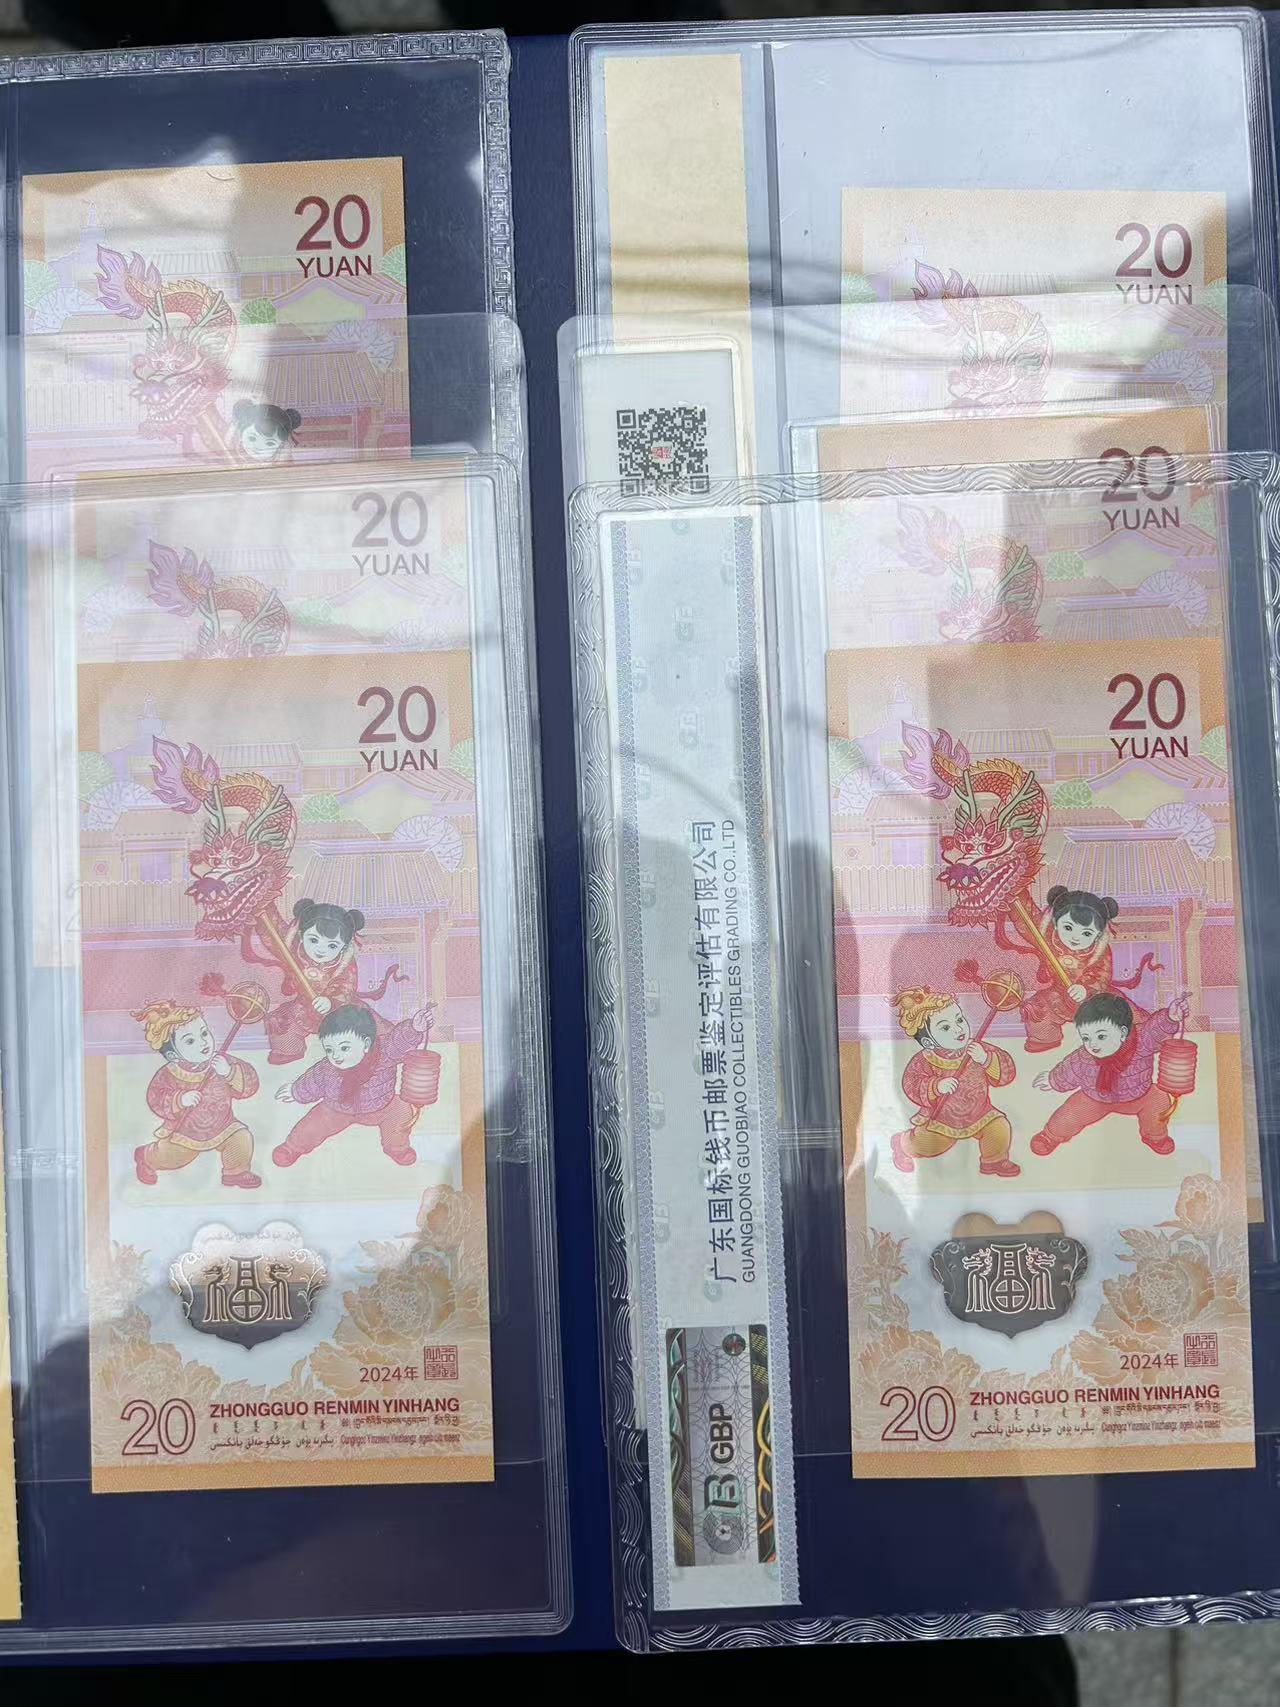 20
YUAN
20
YUAN
20
YUAN
福
2024年
20
ZHONGGUO RENMIN YINHANG
20
YUAN
20
YUAN
20
YUAN
广东国标钱币邮票鉴定评估有限公司
GUANGDONG GUOBIAO COLLECTIBLES GRADING CO.,LTD
GBP
福
2024年
20
ZHONGGUO RENMIN YINHANG